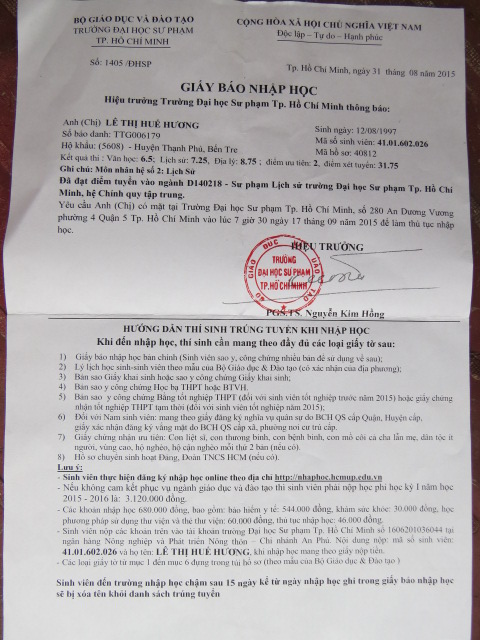 BỘ GIÁO DỤC VÀ ĐÀO TẠO
TRƯỜNG ĐẠI HỌC SƯ PHẠM
TP. HỒ CHÍ MINH
CỘNG HÒA XÃ HỘI CHỦ NGHĨA VIỆT NAM
Độc lập – Tự do – Hạnh phúc
Số: 1405 /ĐHSP
Tp. Hồ Chí Minh, ngày 31 tháng 08 năm 2015
GIẤY BÁO NHẬP HỌC
Hiệu trưởng Trường Đại học Sư phạm Tp. Hồ Chí Minh thông báo:
Anh (Chị) LÊ THỊ HUẾ HƯƠNG
Sinh ngày: 12/08/1997
Số báo danh: TTG006179
Mã số sinh viên: 41.01.602.026
Hộ khẩu: (5608) - Huyện Thạnh Phú, Bến Tre
Mã hồ sơ: 40812
Kết quả thi : Văn học: 6.5; Lịch sử: 7.25, Địa lý: 8.75 ; điểm ưu tiên: 2, điểm xét tuyển: 31.75
Ghi chú: Môn nhân hệ số 2: Lịch Sử
Đã đạt điểm tuyển vào ngành D140218 - Sư phạm Lịch sử trường Đại học Sư phạm Tp. Hồ Chí
Minh, hệ Chính quy tập trung.
Yêu cầu Anh (Chị) có mặt tại Trường Đại học Sư phạm Tp. Hồ Chí Minh, số 280 An Dương Vương
phường 4 Quận 5 Tp. Hồ Chí Minh vào lúc 7 giờ 30 ngày 17 tháng 09 năm 2015 để làm thủ tục nhập
học.
HIỆU TRƯỞNG
BỘ GIÁO DỤC VÀ ĐÀO TẠO
TRƯỜNG
ĐẠI HỌC SƯ PHẠM
TP.HỒ CHÍ MINH
PGS.TS. Nguyễn Kim Hồng
HƯỚNG DẪN THÍ SINH TRÚNG TUYỂN KHI NHẬP HỌC
Khi đến nhập học, thí sinh cần mang theo đầy đủ các loại giấy tờ sau:
1) Giấy báo nhập học bản chính (Sinh viên sao y, công chứng nhiều bản để sử dụng về sau);
2) Lý lịch học sinh-sinh viên theo mẫu của Bộ Giáo dục & Đào tạo (có xác nhận của địa phương);
3) Bản sao Giấy khai sinh hoặc sao y công chứng Giấy khai sinh;
4) Bản sao y công chứng Học bạ THPT hoặc BTVH.
5) Bản sao y công chứng Bằng tốt nghiệp THPT (đối với sinh viên tốt nghiệp trước năm 2015) hoặc giấy chứng
nhận tốt nghiệp THPT tạm thời (đối với sinh viên tốt nghiệp năm 2015);
6) Đối với Nam sinh viên: mang theo giấy đăng ký nghĩa vụ quân sự do BCH QS cấp Quận, Huyện cấp,
giấy xác nhận đăng ký vắng mặt do BCH QS cấp xã, phường nơi cư trú cấp.
7) Giấy chứng nhận ưu tiên: Con liệt sĩ, con thương binh, con bệnh binh, con mồ côi cả cha lẫn mẹ, dân tộc ít
người, vùng cao, hộ nghèo, hộ cận nghèo mỗi thứ 2 bản (nếu có).
8) Hồ sơ chuyển sinh hoạt Đảng, Đoàn TNCS HCM (nếu có).
Lưu ý:
- Sinh viên thực hiện đăng ký nhập học online theo địa chỉ http://nhaphoc.hcmup.edu.vn
- Nếu không cam kết phục vụ ngành giáo dục và đào tạo thì sinh viên phải nộp học phí học kỳ I năm học
2015 - 2016 là: 3.120.000 đồng.
- Các khoản nhập học 680.000 đồng, bao gồm: bảo hiểm y tế: 544.000 đồng, khám sức khỏe: 30.000 đồng, học
phương pháp sử dụng thư viện và thẻ thư viện: 60.000 đồng, thủ tục nhập học: 46.000 đồng.
- Sinh viên nộp các khoản trên vào tài khoản trường Đại học Sư phạm Tp. Hồ Chí Minh số 1606201036044 tại
ngân hàng Nông nghiệp và Phát triển Nông thôn – Chi nhánh An Phú. Nội dung nộp: mã số sinh viên:
41.01.602.026 và họ tên: LÊ THỊ HUẾ HƯƠNG, khi nhập học mang theo giấy nộp tiền.
- Các loại giấy tờ từ mục 1 đến mục 6 đựng trong túi hồ sơ (theo mẫu của Bộ Giáo dục & Đào tạo )
Sinh viên đến trường nhập học chậm sau 15 ngày kể từ ngày nhập học ghi trong giấy báo nhập học
sẽ bị xóa tên khỏi danh sách trúng tuyển